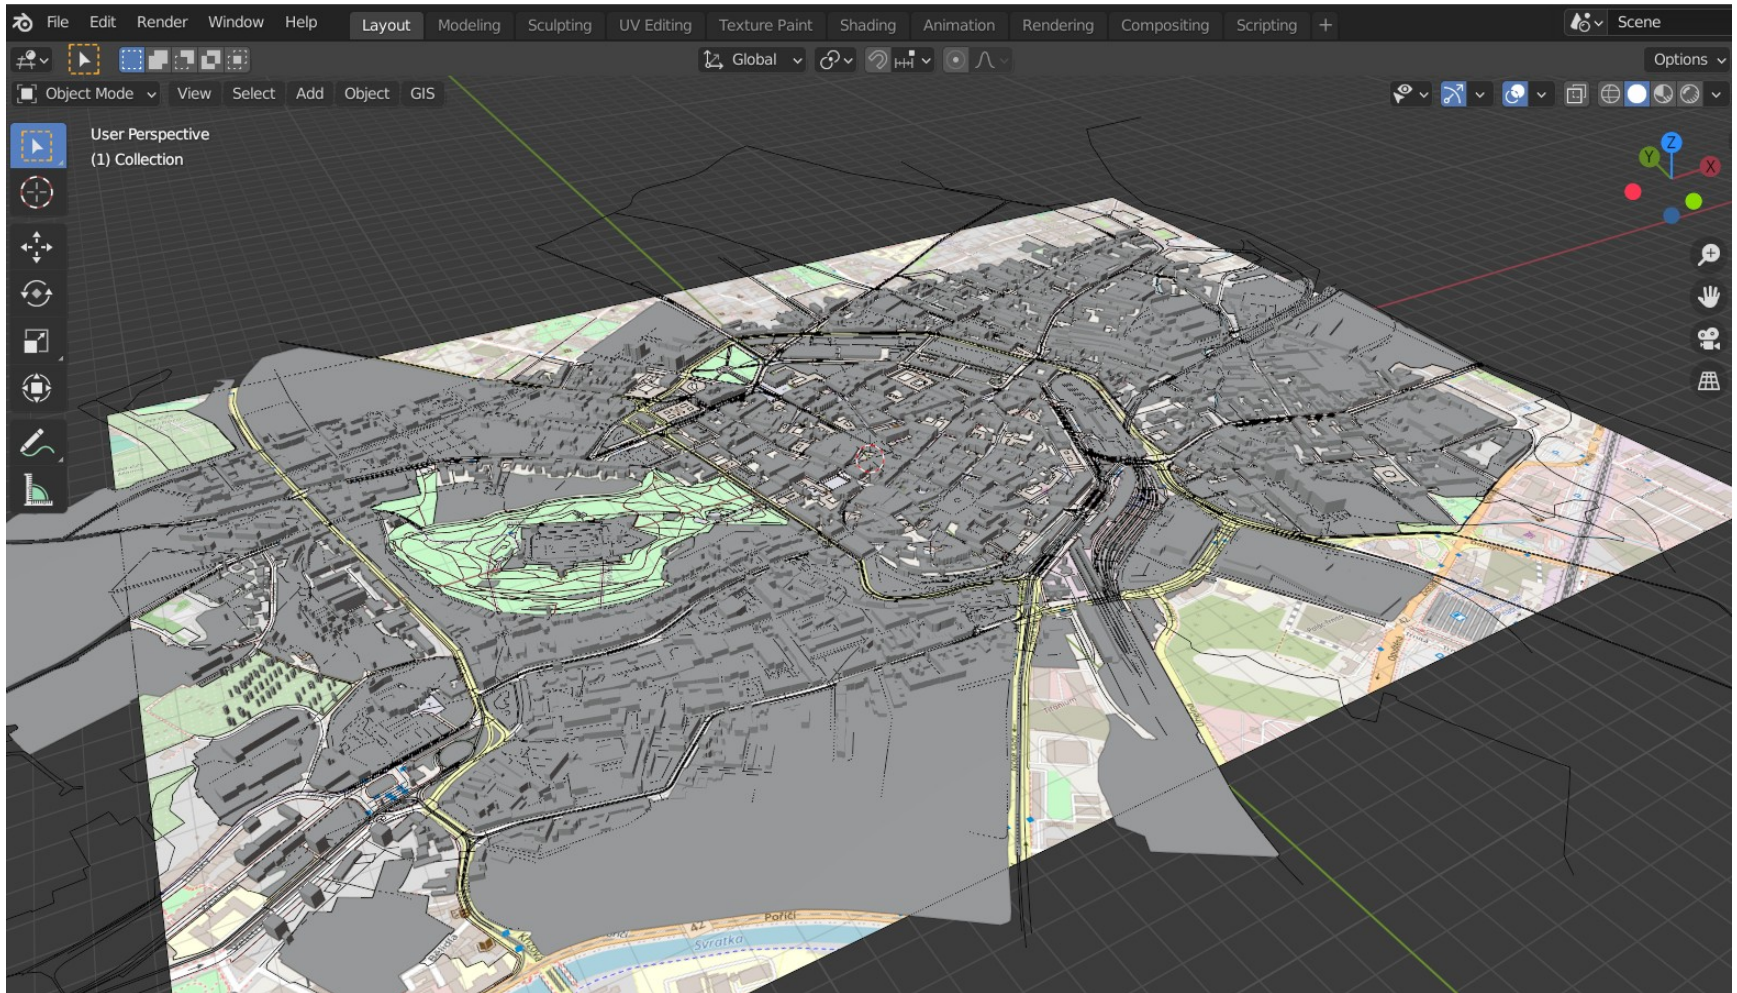 File Edit Render Window Help Layout Modeling Sculpting UV Editing Texture Paint Shading Animation Rendering Compositing Scripting + Scene
Global Options
Object Mode View Select Add Object GIS
User Perspective
(1) Collection
Z
Y
X
Poříčí
42
Svratka